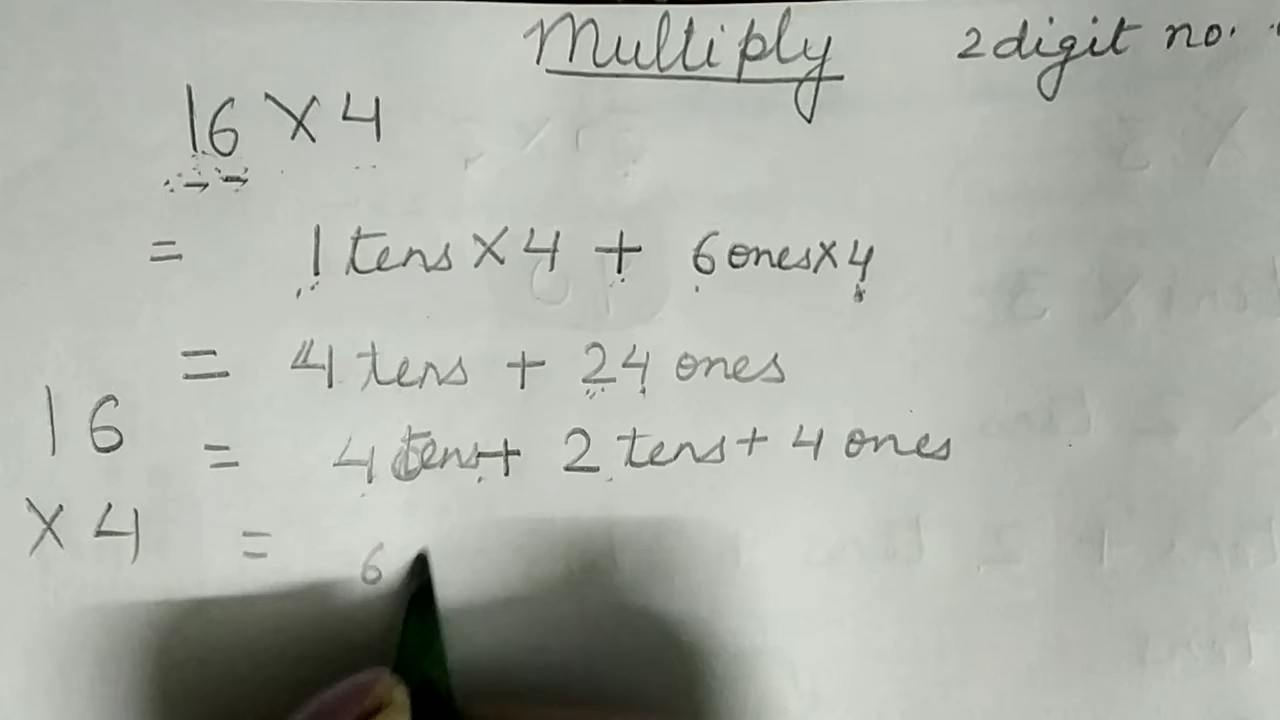 Multiply 2digit no.
16 × 4
= 1 tens × 4 + 6 ones × 4
= 4 tens + 24 ones
16
= 4 tens + 2 tens + 4 ones
× 4
= 6